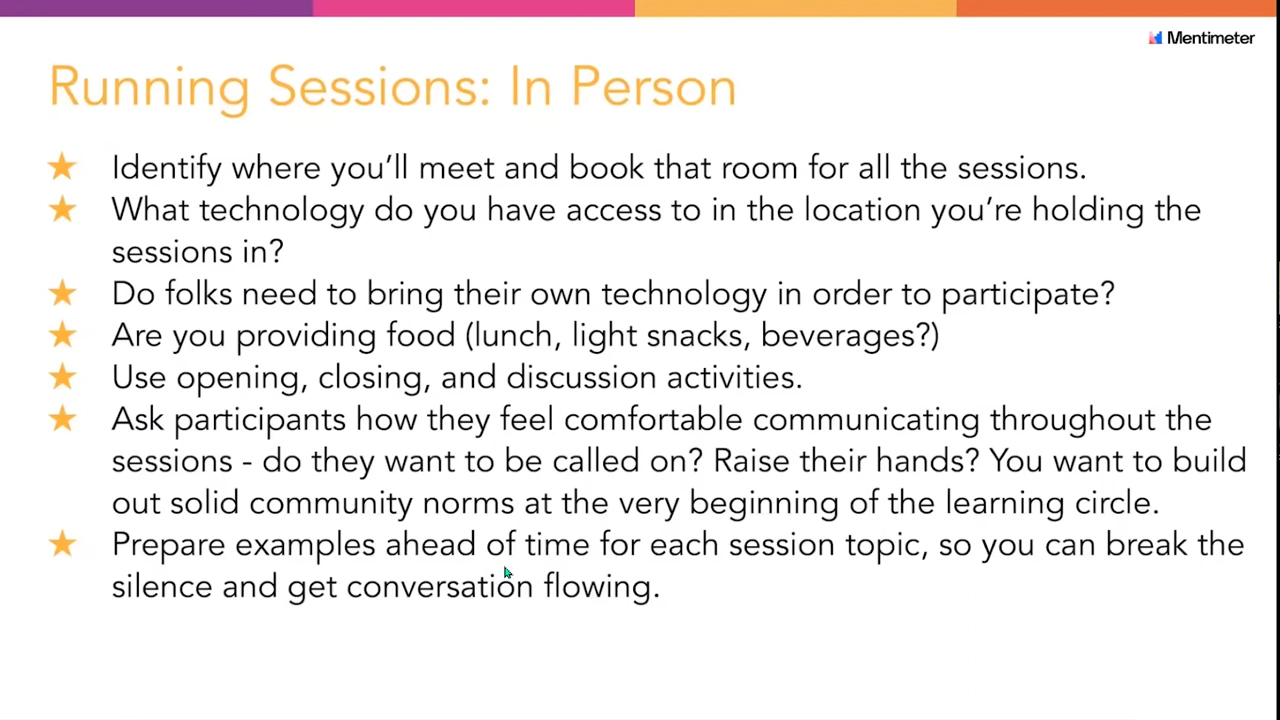 Mentimeter
Running Sessions: In Person
★ Identify where you’ll meet and book that room for all the sessions.
★ What technology do you have access to in the location you’re holding the
sessions in?
★ Do folks need to bring their own technology in order to participate?
★ Are you providing food (lunch, light snacks, beverages?)
★ Use opening, closing, and discussion activities.
★ Ask participants how they feel comfortable communicating throughout the
sessions - do they want to be called on? Raise their hands? You want to build
out solid community norms at the very beginning of the learning circle.
★ Prepare examples ahead of time for each session topic, so you can break the
silence and get conversation flowing.